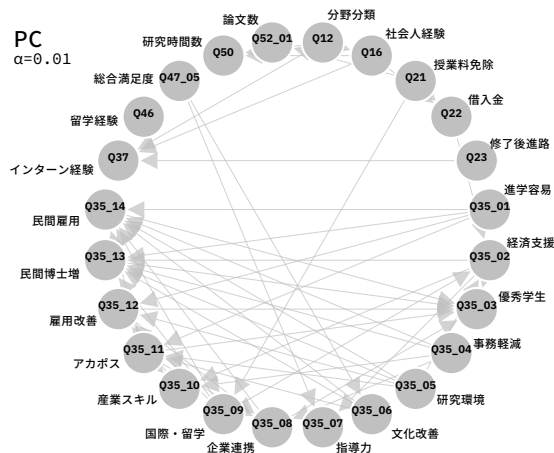 PC
α=0.01
論文数
Q52_01
分野分類
Q12
社会人経験
Q16
授業料免除
Q21
借入金
Q22
修了後進路
Q23
進学容易
Q35_01
経済支援
Q35_02
優秀学生
Q35_03
事務軽減
Q35_04
研究環境
Q35_05
文化改善
Q35_06
指導力
Q35_07
企業連携
Q35_08
国際・留学
Q35_09
産業スキル
Q35_10
アカポス
Q35_11
雇用改善
Q35_12
民間博士増
Q35_13
民間雇用
Q35_14
インターン経験
Q37
留学経験
Q46
総合満足度
Q47_05
研究時間数
Q50